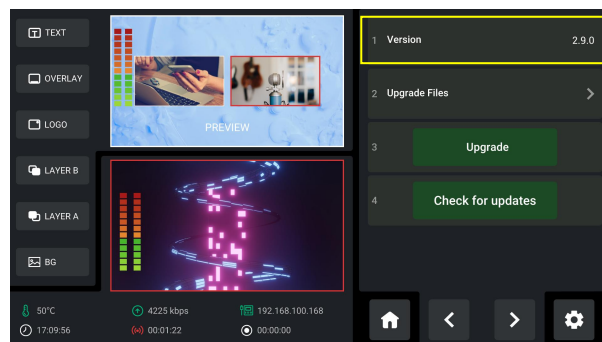 TEXT
OVERLAY
LOGO
LAYER B
LAYER A
BG
PREVIEW
50°C
4225 kbps
192.168.100.168
17:09:56
00:01:22
00:00:00
1 Version 2.9.0
2 Upgrade Files
3 Upgrade
4 Check for updates